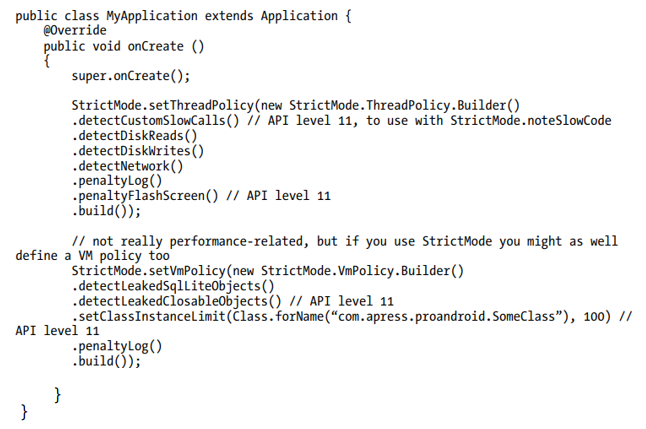 public class MyApplication extends Application {
@Override
public void onCreate ()
{
super.onCreate();
StrictMode.setThreadPolicy(new StrictMode.ThreadPolicy.Builder()
.detectCustomSlowCalls() // API level 11, to use with StrictMode.noteSlowCode
.detectDiskReads()
.detectDiskWrites()
.detectNetwork()
.penaltyLog()
.penaltyFlashScreen() // API level 11
.build());
// not really performance-related, but if you use StrictMode you might as well
define a VM policy too
StrictMode.setVmPolicy(new StrictMode.VmPolicy.Builder()
.detectLeakedSqlLiteObjects()
.detectLeakedClosableObjects() // API level 11
.setClassInstanceLimit(Class.forName(“com.apress.proandroid.SomeClass”), 100) //
API level 11
.penaltyLog()
.build());
}
}